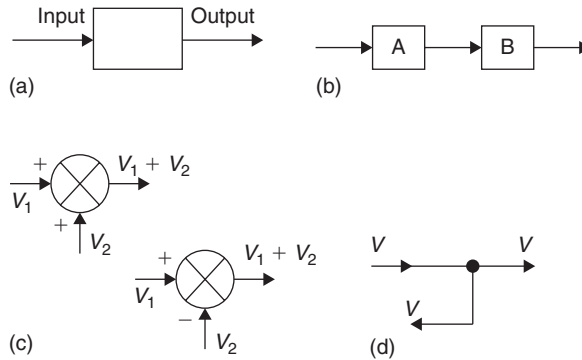 Input Output
(a)
A B
(b)
+ V₁ + V₂
V₁
+
V₂
+ V₁ + V₂
V₁
− V₂
(c)
V V
V
(d)